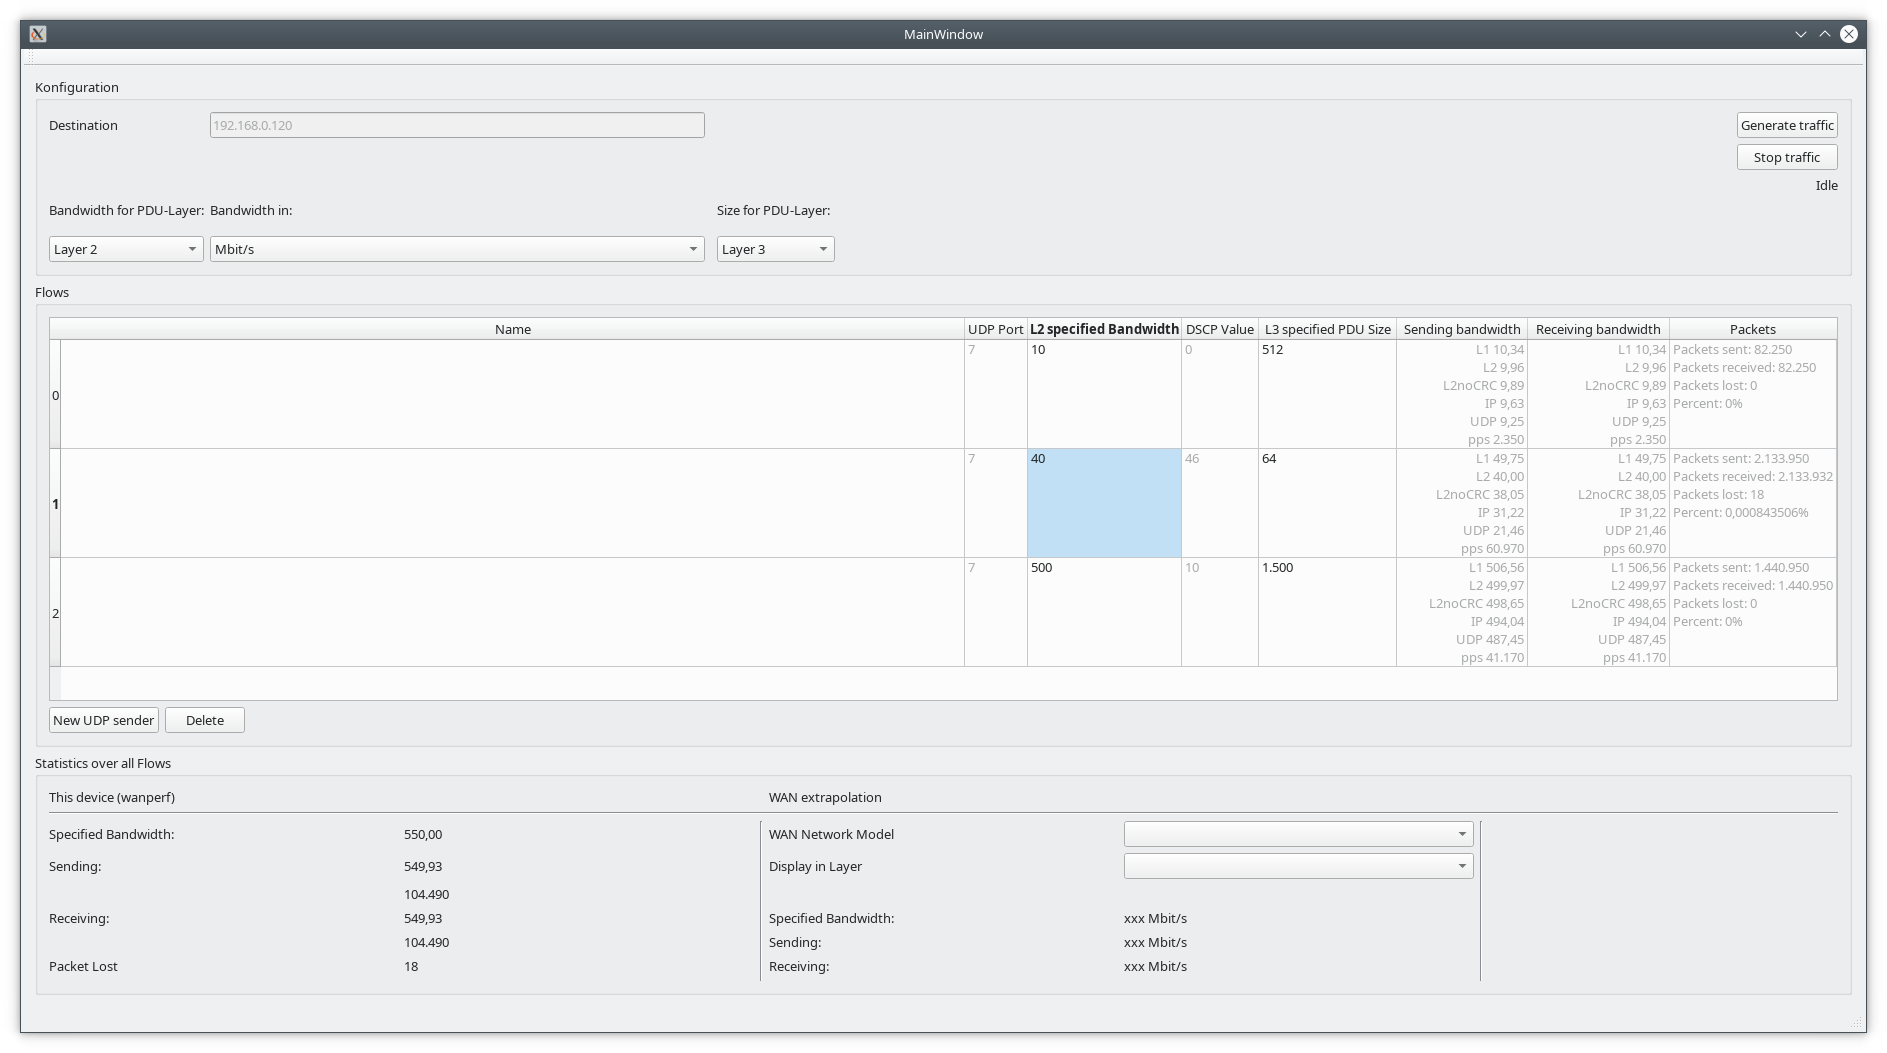 MainWindow
Konfiguration
Destination 192.168.0.120 Generate traffic
Stop traffic
Idle
Bandwidth for PDU-Layer: Bandwidth in: Size for PDU-Layer:
Layer 2 Mbit/s Layer 3
Flows
Name UDP Port L2 specified Bandwidth DSCP Value L3 specified PDU Size Sending bandwidth Receiving bandwidth Packets
7 10 0 512 L1 10,34 L1 10,34 Packets sent: 82.250
L2 9,96 L2 9,96 Packets received: 82.250
L2noCRC 9,89 L2noCRC 9,89 Packets lost: 0
0 IP 9,63 IP 9,63 Percent: 0%
UDP 9,25 UDP 9,25
pps 2.350 pps 2.350
7 40 46 64 L1 49,75 L1 49,75 Packets sent: 2.133.950
L2 40,00 L2 40,00 Packets received: 2.133.932
L2noCRC 38,05 L2noCRC 38,05 Packets lost: 18
1 IP 31,22 IP 31,22 Percent: 0,000843506%
UDP 21,46 UDP 21,46
pps 60.970 pps 60.970
7 500 10 1.500 L1 506,56 L1 506,56 Packets sent: 1.440.950
L2 499,97 L2 499,97 Packets received: 1.440.950
L2noCRC 498,65 L2noCRC 498,65 Packets lost: 0
2 IP 494,04 IP 494,04 Percent: 0%
UDP 487,45 UDP 487,45
pps 41.170 pps 41.170
New UDP sender Delete
Statistics over all Flows
This device (wanperf) WAN extrapolation
Specified Bandwidth: 550,00 WAN Network Model
Sending: 549,93 Display in Layer
104.490
Receiving: 549,93 Specified Bandwidth: xxx Mbit/s
104.490 Sending: xxx Mbit/s
Packet Lost 18 Receiving: xxx Mbit/s